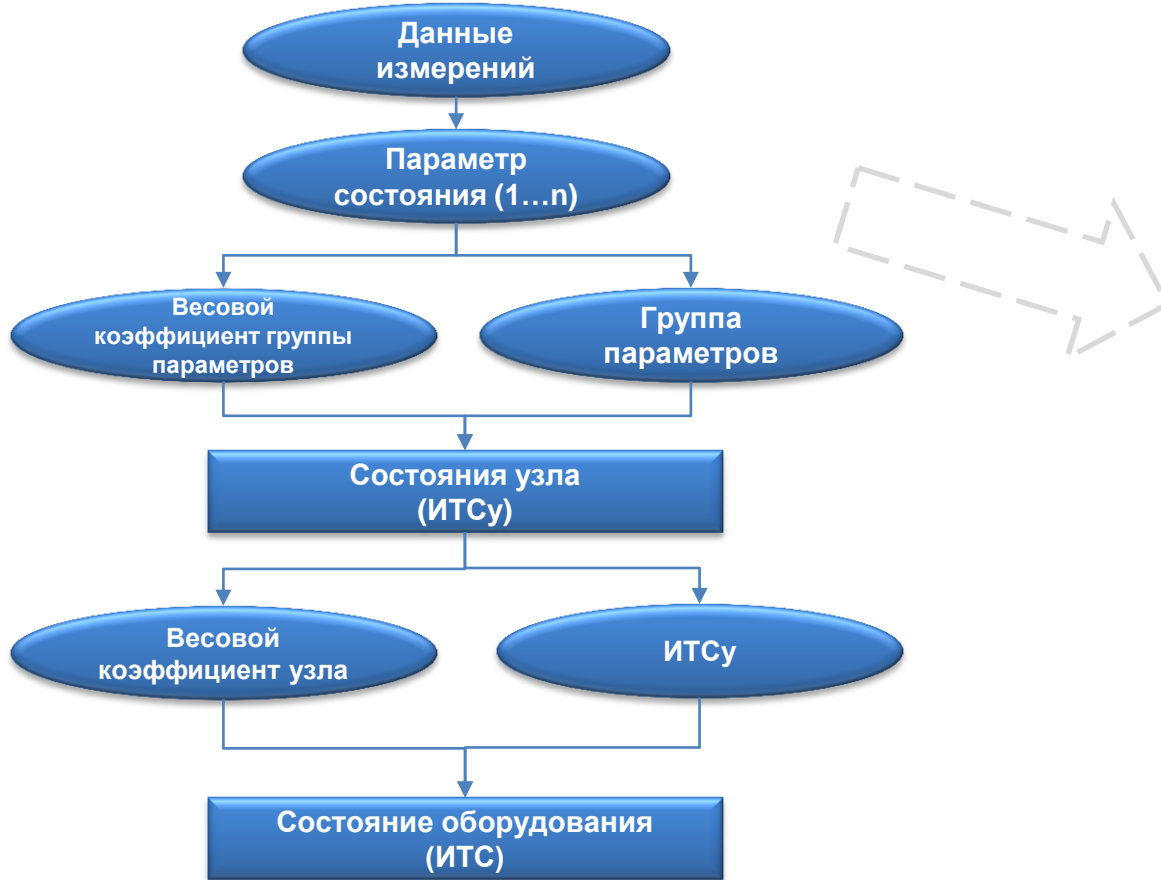 Данные
измерений
Параметр
состояния (1…n)
Весовой
коэффициент группы
параметров
Группа
параметров
Состояния узла
(ИТСу)
Весовой
коэффициент узла
ИТСу
Состояние оборудования
(ИТС)